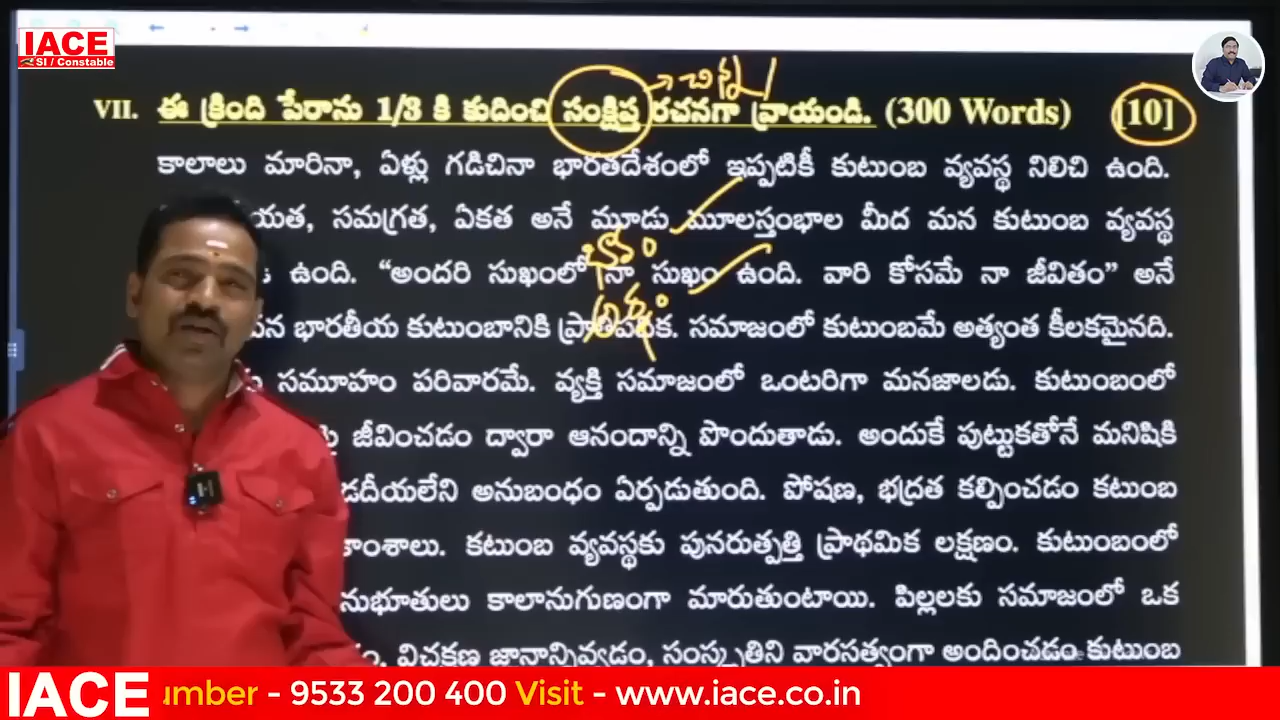 IACE
SI / Constable
→ చిన్న
VII. ఈ క్రింది పేరాను 1/3 కి కుదించి సంక్షిప్త రచనగా వ్రాయండి. (300 Words) [10]
కాలాలు మారినా, ఏళ్లు గడిచినా భారతదేశంలో ఇప్పటికీ కుటుంబ వ్యవస్థ నిలిచి ఉంది.
యత, సమగ్రత, ఏకత అనే మూడు మూలస్తంభాల మీద మన కుటుంబ వ్యవస్థ
భావం
ఉంది. “అందరి సుఖంలో నా సుఖం ఉంది. వారి కోసమే నా జీవితం” అనే
అర్థం
న భారతీయ కుటుంబానికి ప్రాతిపదిక. సమాజంలో కుటుంబమే అత్యంత కీలకమైనది.
సమూహం పరివారమే. వ్యక్తి సమాజంలో ఒంటరిగా మనజాలడు. కుటుంబంలో
జీవించడం ద్వారా ఆనందాన్ని పొందుతాడు. అందుకే పుట్టుకతోనే మనిషికి
డదీయలేని అనుబంధం ఏర్పడుతుంది. పోషణ, భద్రత కల్పించడం కటుంబ
కాంశాలు. కటుంబ వ్యవస్థకు పునరుత్పత్తి ప్రాథమిక లక్షణం. కుటుంబంలో
నుభూతులు కాలానుగుణంగా మారుతుంటాయి. పిల్లలకు సమాజంలో ఒక
ం, విచక్షణ జ్ఞానాన్నివ్వడం, సంస్కృతిని వారసత్వంగా అందించడం కుటుంబ
IACE umber - 9533 200 400 Visit - www.iace.co.in